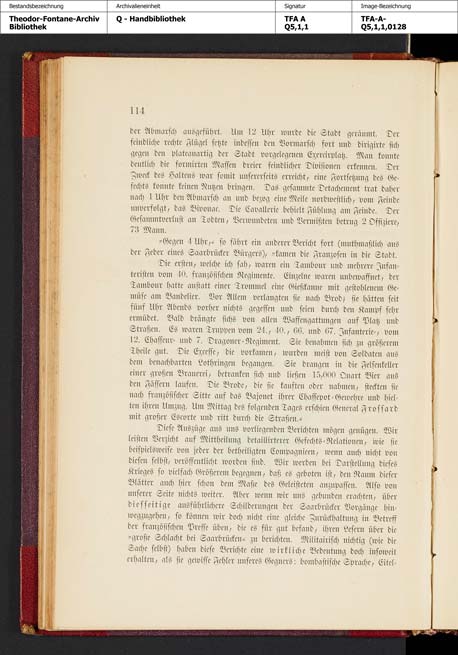 Bestandsbezeichnung
Archivalieneinheit
Signatur
Image-Bezeichnung
Theodor-Fontane-Archiv
Bibliothek
Q - Handbibliothek
TFA A
Q5,1,1
TFA-A-
Q5,1,1,0128
114
der Abmarsch ausgeführt. Um 12 Uhr wurde die Stadt geräumt. Der
feindliche rechte Flügel setzte indessen den Vormarsch fort und dirigirte sich
gegen den plateauartig der Stadt vorgelegenen Exercirplatz. Man konnte
deutlich die formirten Massen dreier feindlicher Divisionen erkennen. Der
Zweck des Haltens war somit unsererseits erreicht, eine Fortsetzung des Ge-
fechts konnte keinen Nutzen bringen. Das gesammte Detachement trat daher
nach 1 Uhr den Abmarsch an und bezog eine Meile nordwestlich, vom Feinde
unverfolgt, das Bivouac. Die Cavallerie behielt Fühlung am Feinde. Der
Gesammtverlust an Todten, Verwundeten und Vermißten betrug 2 Offiziere,
73 Mann.
»Gegen 4 Uhr,« so fährt ein anderer Bericht fort (muthmaßlich aus
der Feder eines Saarbrücker Bürgers), »kamen die Franzosen in die Stadt.
Die ersten, welche ich sah, waren ein Tambour und mehrere Infan-
teristen vom 40. französischen Regimente. Einzelne waren unbewaffnet, der
Tambour hatte anstatt einer Trommel eine Gießkanne mit gestohlenem Ge-
müse am Bandelier. Vor Allem verlangten sie nach Brod; sie hätten seit
fünf Uhr Abends vorher nichts gegessen und seien durch den Kampf sehr
ermüdet. Bald drängte sichs von allen Waffengattungen auf Platz und
Straßen. Es waren Truppen vom 24., 40., 66. und 67. Infanterie-, vom
12. Chasseur- und 7. Dragoner-Regiment. Sie benahmen sich zu größerem
Theile gut. Die Excesse, die vorkamen, wurden meist von Soldaten aus
dem benachbarten Lothringen begangen. Sie drangen in die Felsenkeller
einer großen Brauerei, betranken sich und ließen 15,000 Quart Bier aus
den Fässern laufen. Die Brode, die sie kauften oder nahmen, steckten sie
nach französischer Sitte auf das Bajonet ihrer Chassepot-Gewehre und hiel-
ten ihren Umzug. Um Mittag des folgenden Tages erschien General Frossard
mit großer Escorte und ritt durch die Straßen.«
Diese Auszüge aus uns vorliegenden Berichten mögen genügen. Wir
leisten Verzicht auf Mittheilung detaillirterer Gefechts-Relationen, wie sie
beispielsweise von jeder der betheiligten Compagnieen, wenn auch nicht von
diesen selbst, veröffentlicht worden sind. Wir werden bei Darstellung dieses
Krieges so vielfach Größerem begegnen, daß es geboten ist, den Raum dieser
Blätter auch hier schon dem Maße des Geleisteten anzupassen. Also von
unserer Seite nichts weiter. Aber wenn wir uns gebunden erachten, über
diesseitige ausführlichere Schilderungen der Saarbrücker Vorgänge hin-
wegzugehen, so können wir doch nicht eine gleiche Zurückhaltung in Betreff
der französischen Presse üben, die es für gut befand, ihren Lesern über die
»große Schlacht bei Saarbrücken« zu berichten. Militairisch nichtig (wie die
Sache selbst) haben diese Berichte eine wirkliche Bedeutung doch insoweit
erhalten, als sie gewisse Fehler unseres Gegners: bombastische Sprache, Eitel-